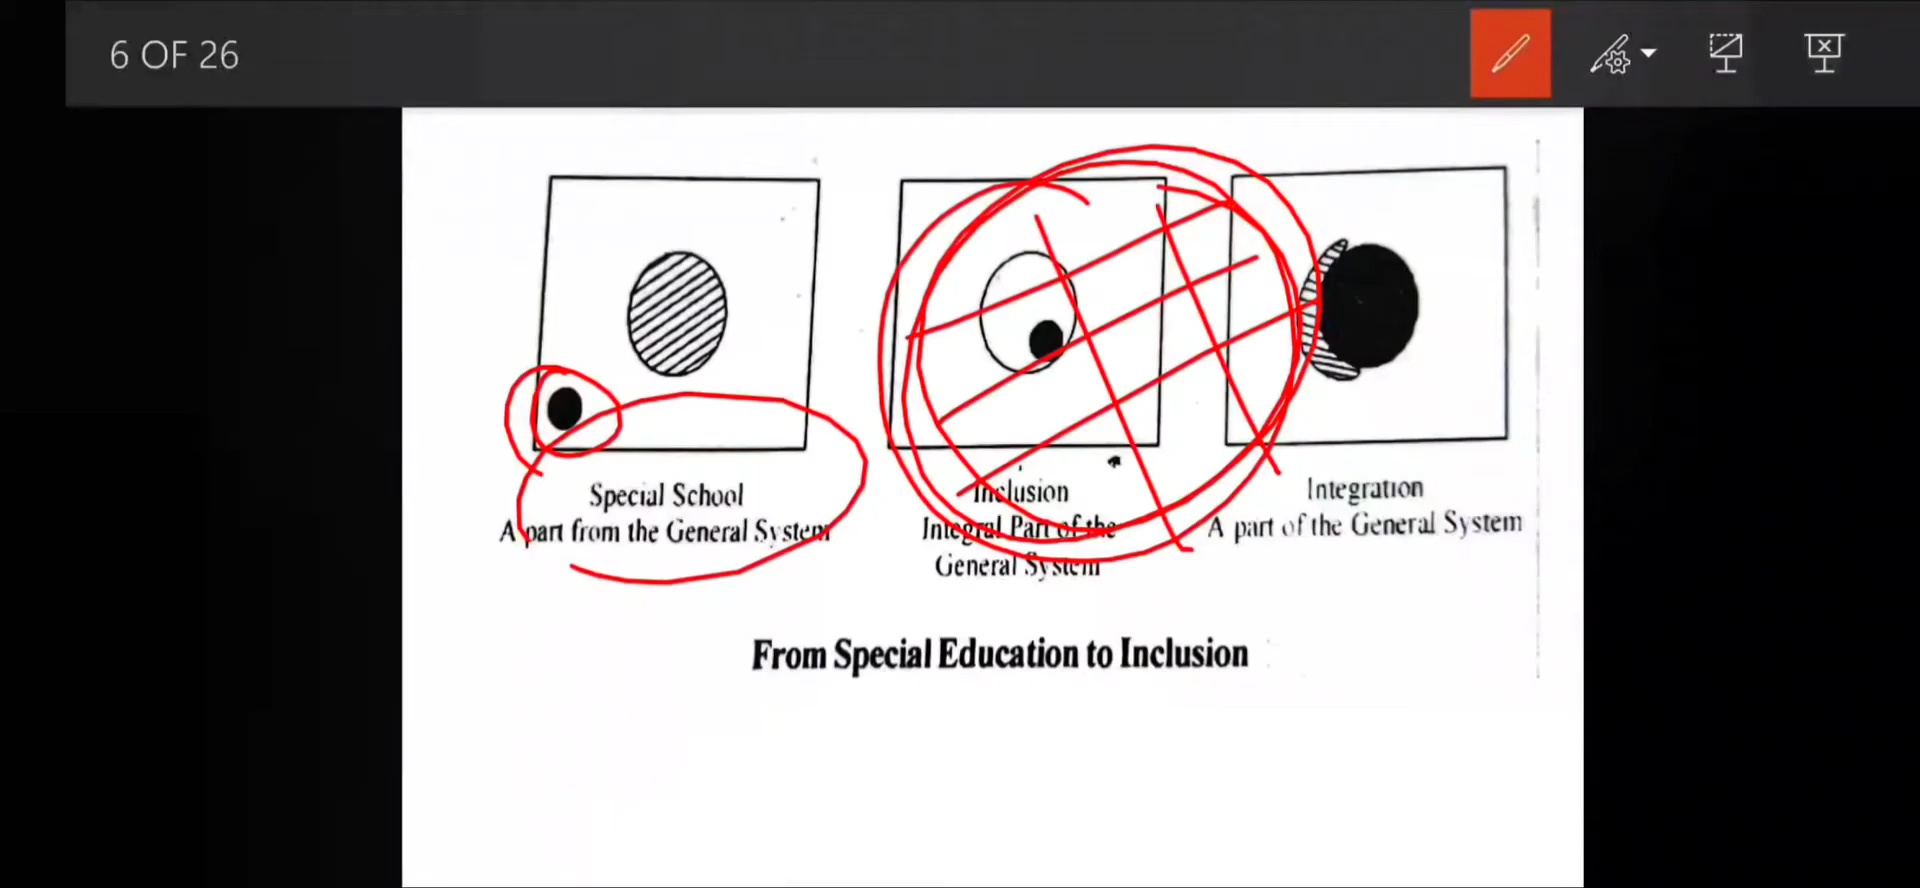 6 OF 26
Special School
A part from the General System
Inclusion
Integral Part of the
General System
Integration
A part of the General System
From Special Education to Inclusion